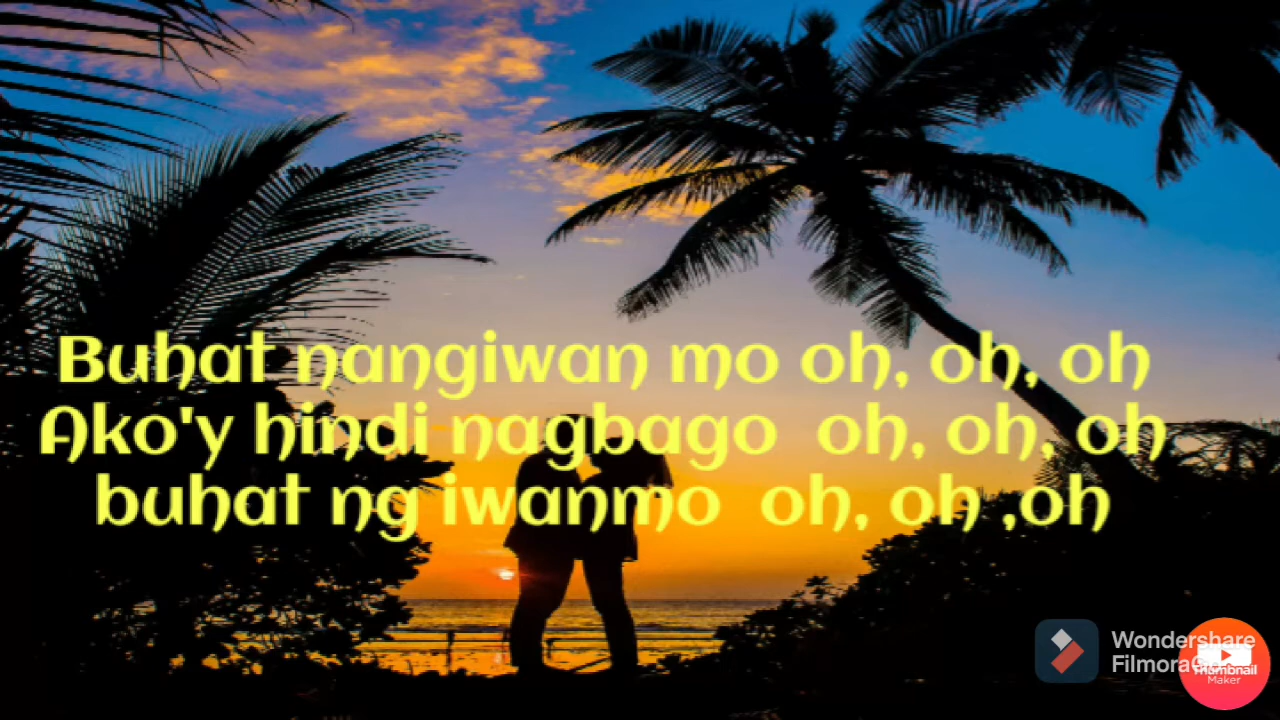 Buhat nangiwan mo oh, oh, oh
Ako'y hindi nagbago oh, oh, oh
buhat ng iwanmo oh, oh ,oh
Wondershare
Filmora
Thumbnail
Maker